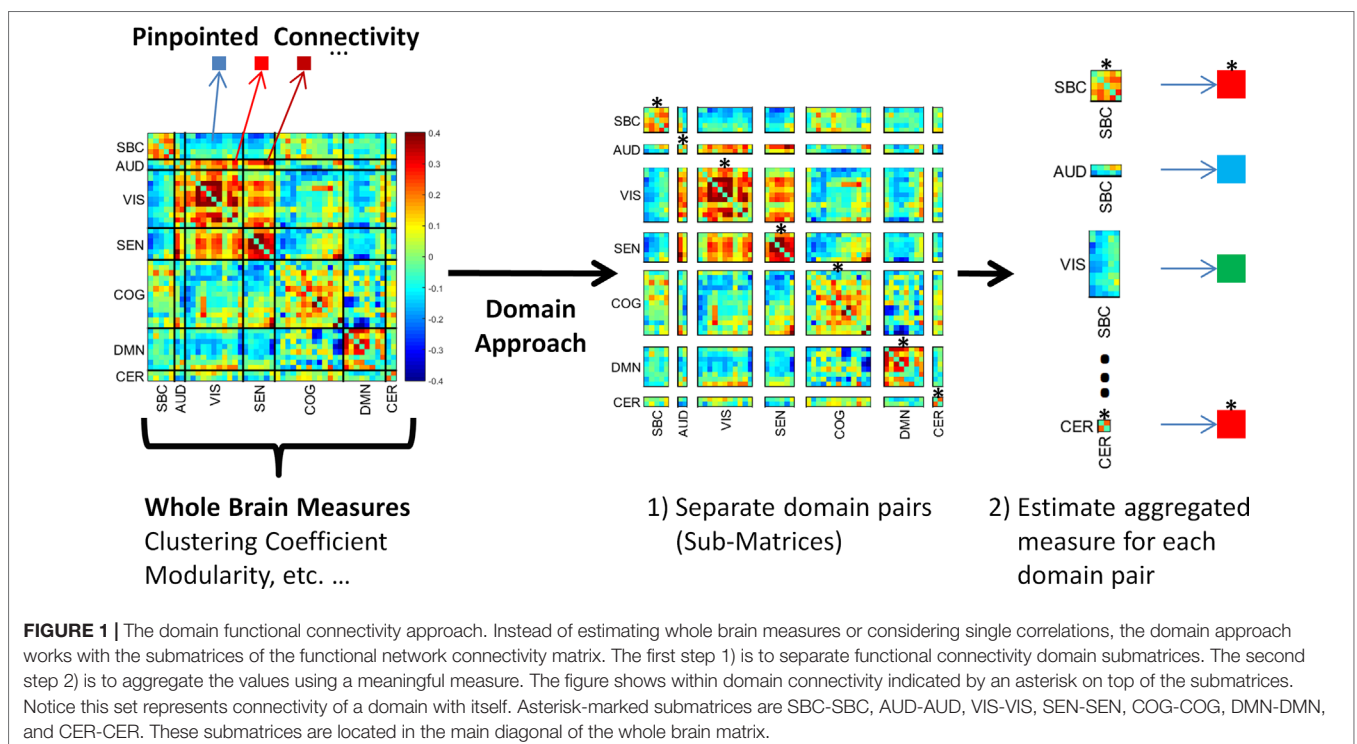 Pinpointed Connectivity
...
SBC
AUD
VIS
SEN
COG
DMN
CER
SBC
AUD
VIS
SEN
COG
DMN
CER
0.4
0.3
0.2
0.1
0
-0.1
-0.2
-0.3
-0.4
Whole Brain Measures
Clustering Coefficient
Modularity, etc. ...
Domain
Approach
SBC
AUD
VIS
SEN
COG
DMN
CER
*
*
*
*
*
*
*
SBC
AUD
VIS
SEN
COG
DMN
CER
1) Separate domain pairs
(Sub-Matrices)
* *
SBC
SBC
AUD
SBC
VIS
SBC
* *
CER
CER
2) Estimate aggregated
measure for each
domain pair
FIGURE 1 | The domain functional connectivity approach. Instead of estimating whole brain measures or considering single correlations, the domain approach
works with the submatrices of the functional network connectivity matrix. The first step 1) is to separate functional connectivity domain submatrices. The second
step 2) is to aggregate the values using a meaningful measure. The figure shows within domain connectivity indicated by an asterisk on top of the submatrices.
Notice this set represents connectivity of a domain with itself. Asterisk-marked submatrices are SBC-SBC, AUD-AUD, VIS-VIS, SEN-SEN, COG-COG, DMN-DMN,
and CER-CER. These submatrices are located in the main diagonal of the whole brain matrix.